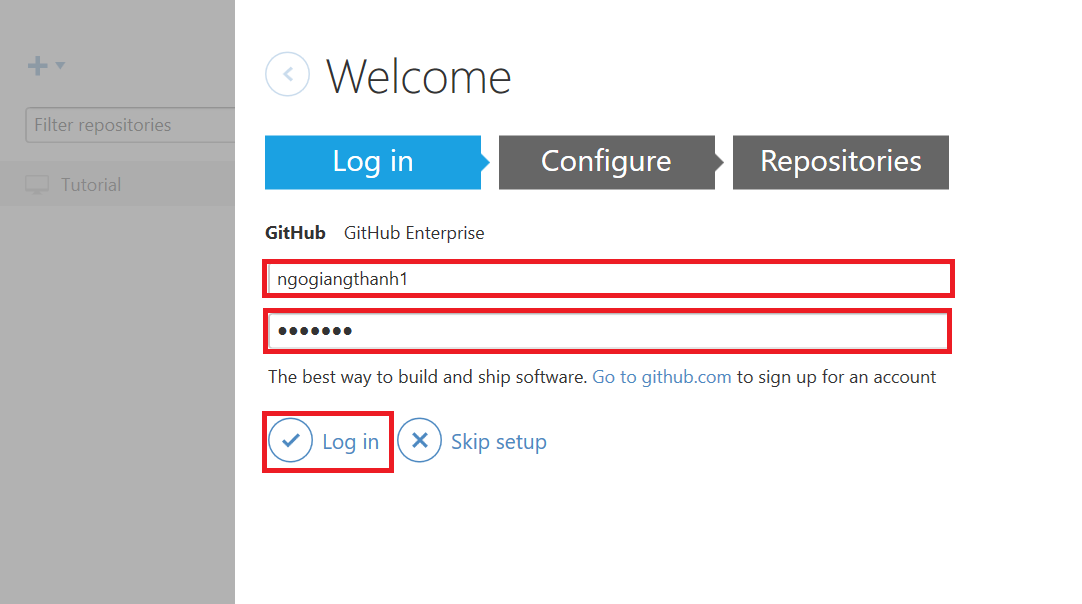 Welcome
Filter repositories
Tutorial
Log in
Configure
Repositories
GitHub GitHub Enterprise
ngogiangthanh1
•••••••
The best way to build and ship software. Go to github.com to sign up for an account
Log in
Skip setup